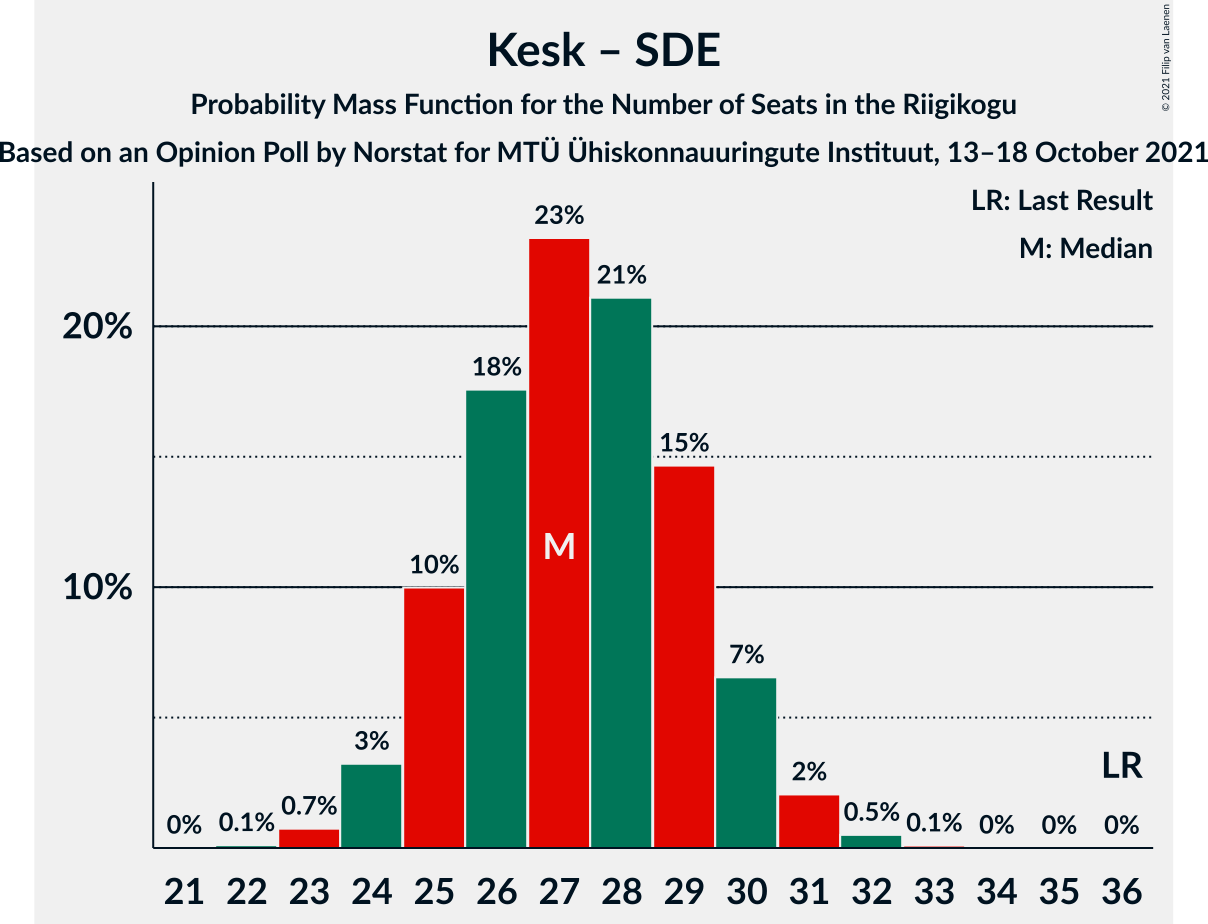 Kesk – SDE
Probability Mass Function for the Number of Seats in the Riigikogu
Based on an Opinion Poll by Norstat for MTÜ Ühiskonnauuringute Instituut, 13–18 October 2021
© 2021 Filip van Laenen
LR: Last Result
M: Median
23%
21%
20%
18%
15%
M
10%
10%
7%
3%
2%
LR
0%
0.1%
0.7%
0.5%
0.1%
0%
0%
0%
21 22 23 24 25 26 27 28 29 30 31 32 33 34 35 36